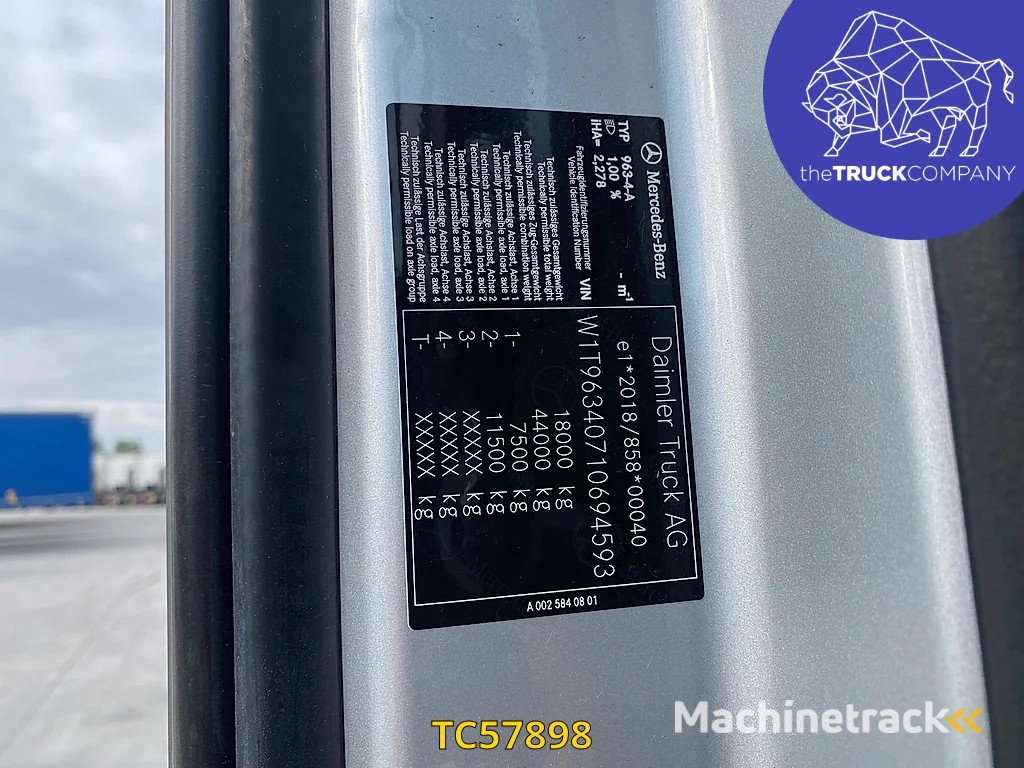 theTRUCKCOMPANY
Mercedes-Benz
TYP 963-4-A
1,00 % - m⁻¹
iHA= 2,278
Daimler Truck AG
e1*2018/858*00040
Fahrzeugidentifizierungsnummer
Vehicle Identification Number VIN W1T96340710694593
Technisch zulässiges Gesamtgewicht
Technically permissible total weight 18000 kg
Technisch zulässiges Zug-Gesamtgewicht
Technically permissible combination weight 44000 kg
Technisch zulässige Achslast, Achse 1
Technically permissible axle load, axle 1 1- 7500 kg
Technisch zulässige Achslast, Achse 2
Technically permissible axle load, axle 2 2- 11500 kg
Technisch zulässige Achslast, Achse 3
Technically permissible axle load, axle 3 3- XXXXX kg
Technisch zulässige Achslast, Achse 4
Technically permissible axle load, axle 4 4- XXXXX kg
Technisch zulässige Last der Achsgruppe
Technically permissible load on axle group T- XXXXX kg
A 002 584 08 01
Machinetrack
TC57898